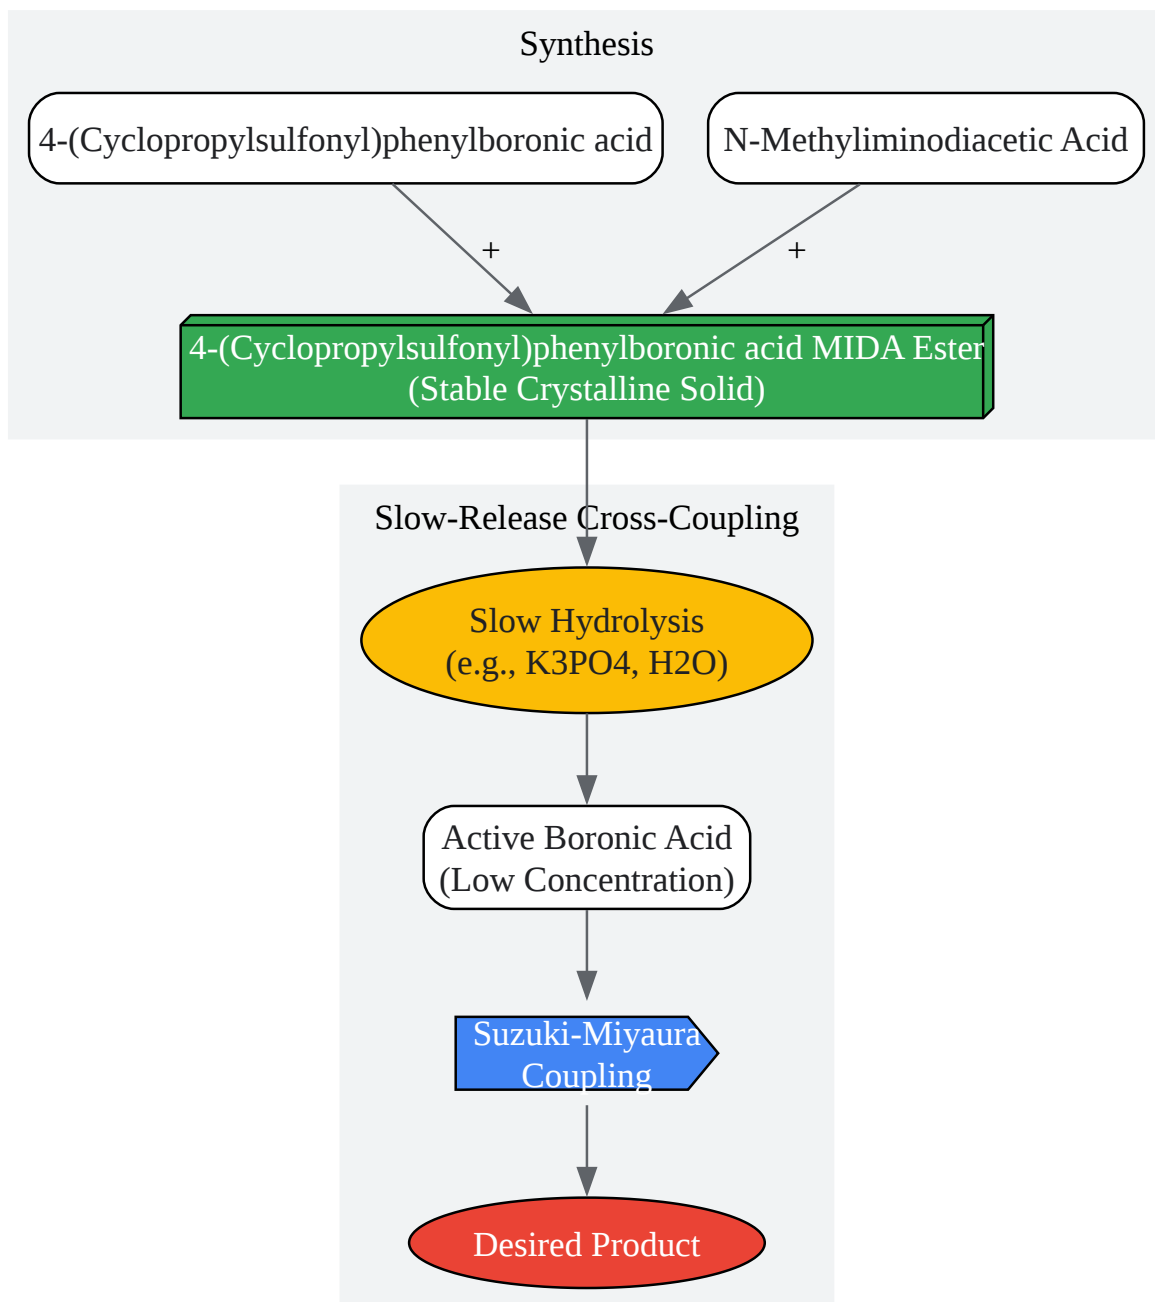 Synthesis
4-(Cyclopropylsulfonyl)phenylboronic acid
N-Methyliminodiacetic Acid
+
+
4-(Cyclopropylsulfonyl)phenylboronic acid MIDA Ester
(Stable Crystalline Solid)
Slow-Release Cross-Coupling
Slow Hydrolysis
(e.g., K3PO4, H2O)
Active Boronic Acid
(Low Concentration)
Suzuki-Miyaura
Coupling
Desired Product